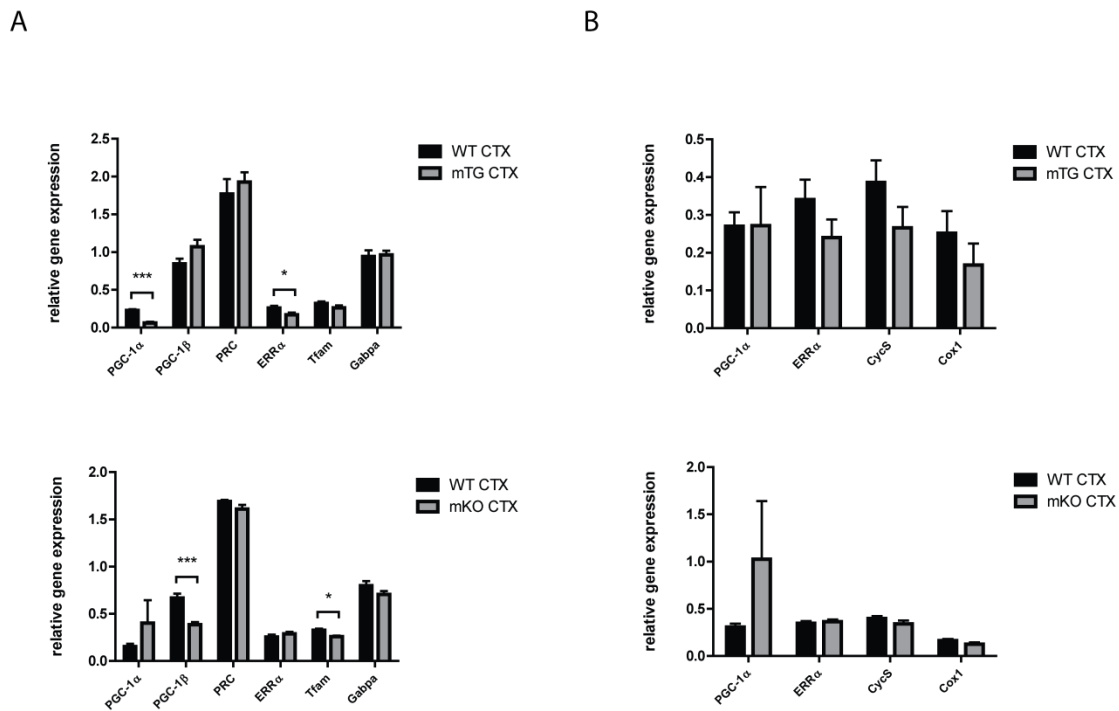 A
B
relative gene expression
2.5
2.0
1.5
1.0
0.5
0.0
***
*
PGC-1α
PGC-1β
PRC
ERRα
Tfam
Gabpa
WT CTX
mTG CTX
relative gene expression
0.5
0.4
0.3
0.2
0.1
0.0
PGC-1α
ERRα
CycS
Cox1
WT CTX
mTG CTX
relative gene expression
2.0
1.5
1.0
0.5
0.0
***
*
PGC-1α
PGC-1β
PRC
ERRα
Tfam
Gabpa
WT CTX
mKO CTX
relative gene expression
2.0
1.5
1.0
0.5
0.0
PGC-1α
ERRα
CycS
Cox1
WT CTX
mKO CTX